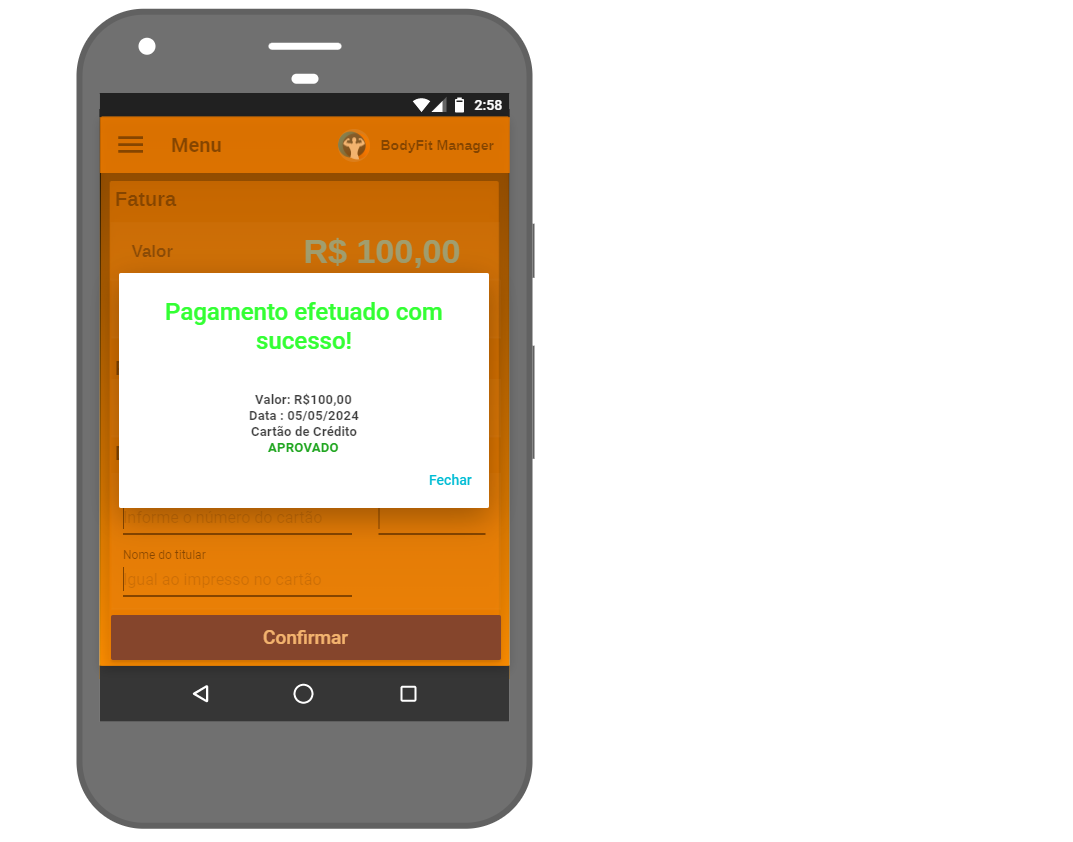 2:58
Menu
BodyFit Manager
Fatura
Valor
R$ 100,00
Pagamento efetuado com
sucesso!
Valor: R$100,00
Data : 05/05/2024
Cartão de Crédito
APROVADO
Fechar
Informe o número do cartão
Nome do titular
Igual ao impresso no cartão
Confirmar